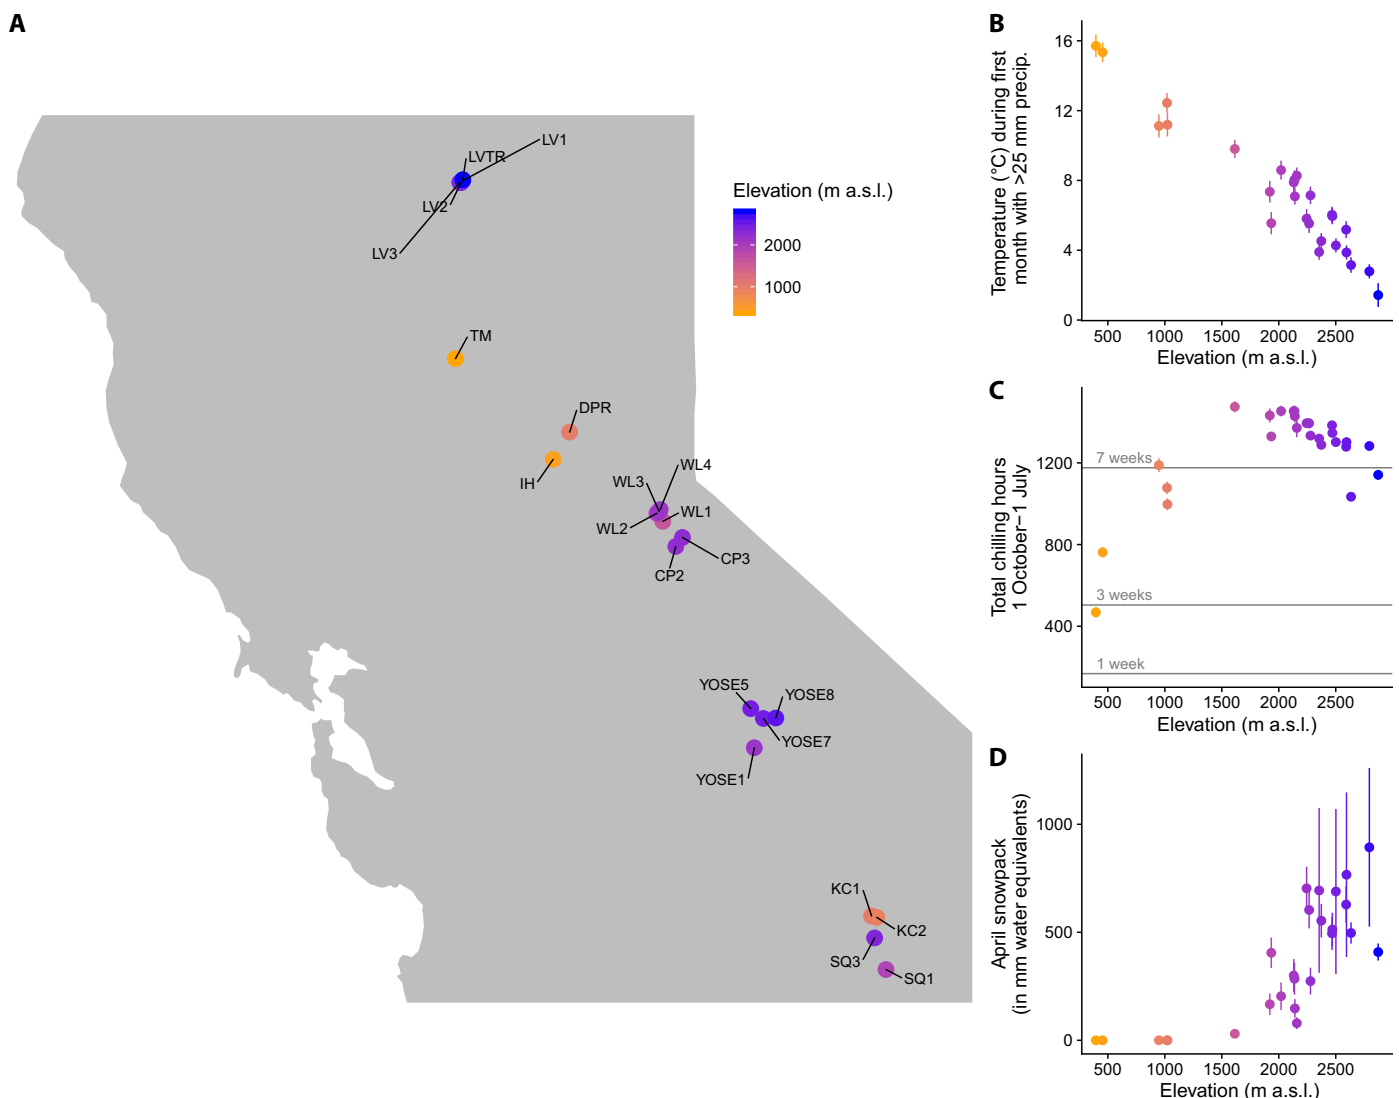 A
LV1
LVTR
LV2
LV3
TM
DPR
IH
WL4
WL3
WL1
WL2
CP3
CP2
YOSE5
YOSE8
YOSE7
YOSE1
KC1
KC2
SQ3
SQ1
Elevation (m a.s.l.)
2000
1000
B
Temperature (°C) during first
month with >25 mm precip.
16
12
8
4
0
500
1000
1500
2000
2500
Elevation (m a.s.l.)
C
Total chilling hours
1 October–1 July
1200
800
400
7 weeks
3 weeks
1 week
500
1000
1500
2000
2500
Elevation (m a.s.l.)
D
April snowpack
(in mm water equivalents)
1000
500
0
500
1000
1500
2000
2500
Elevation (m a.s.l.)